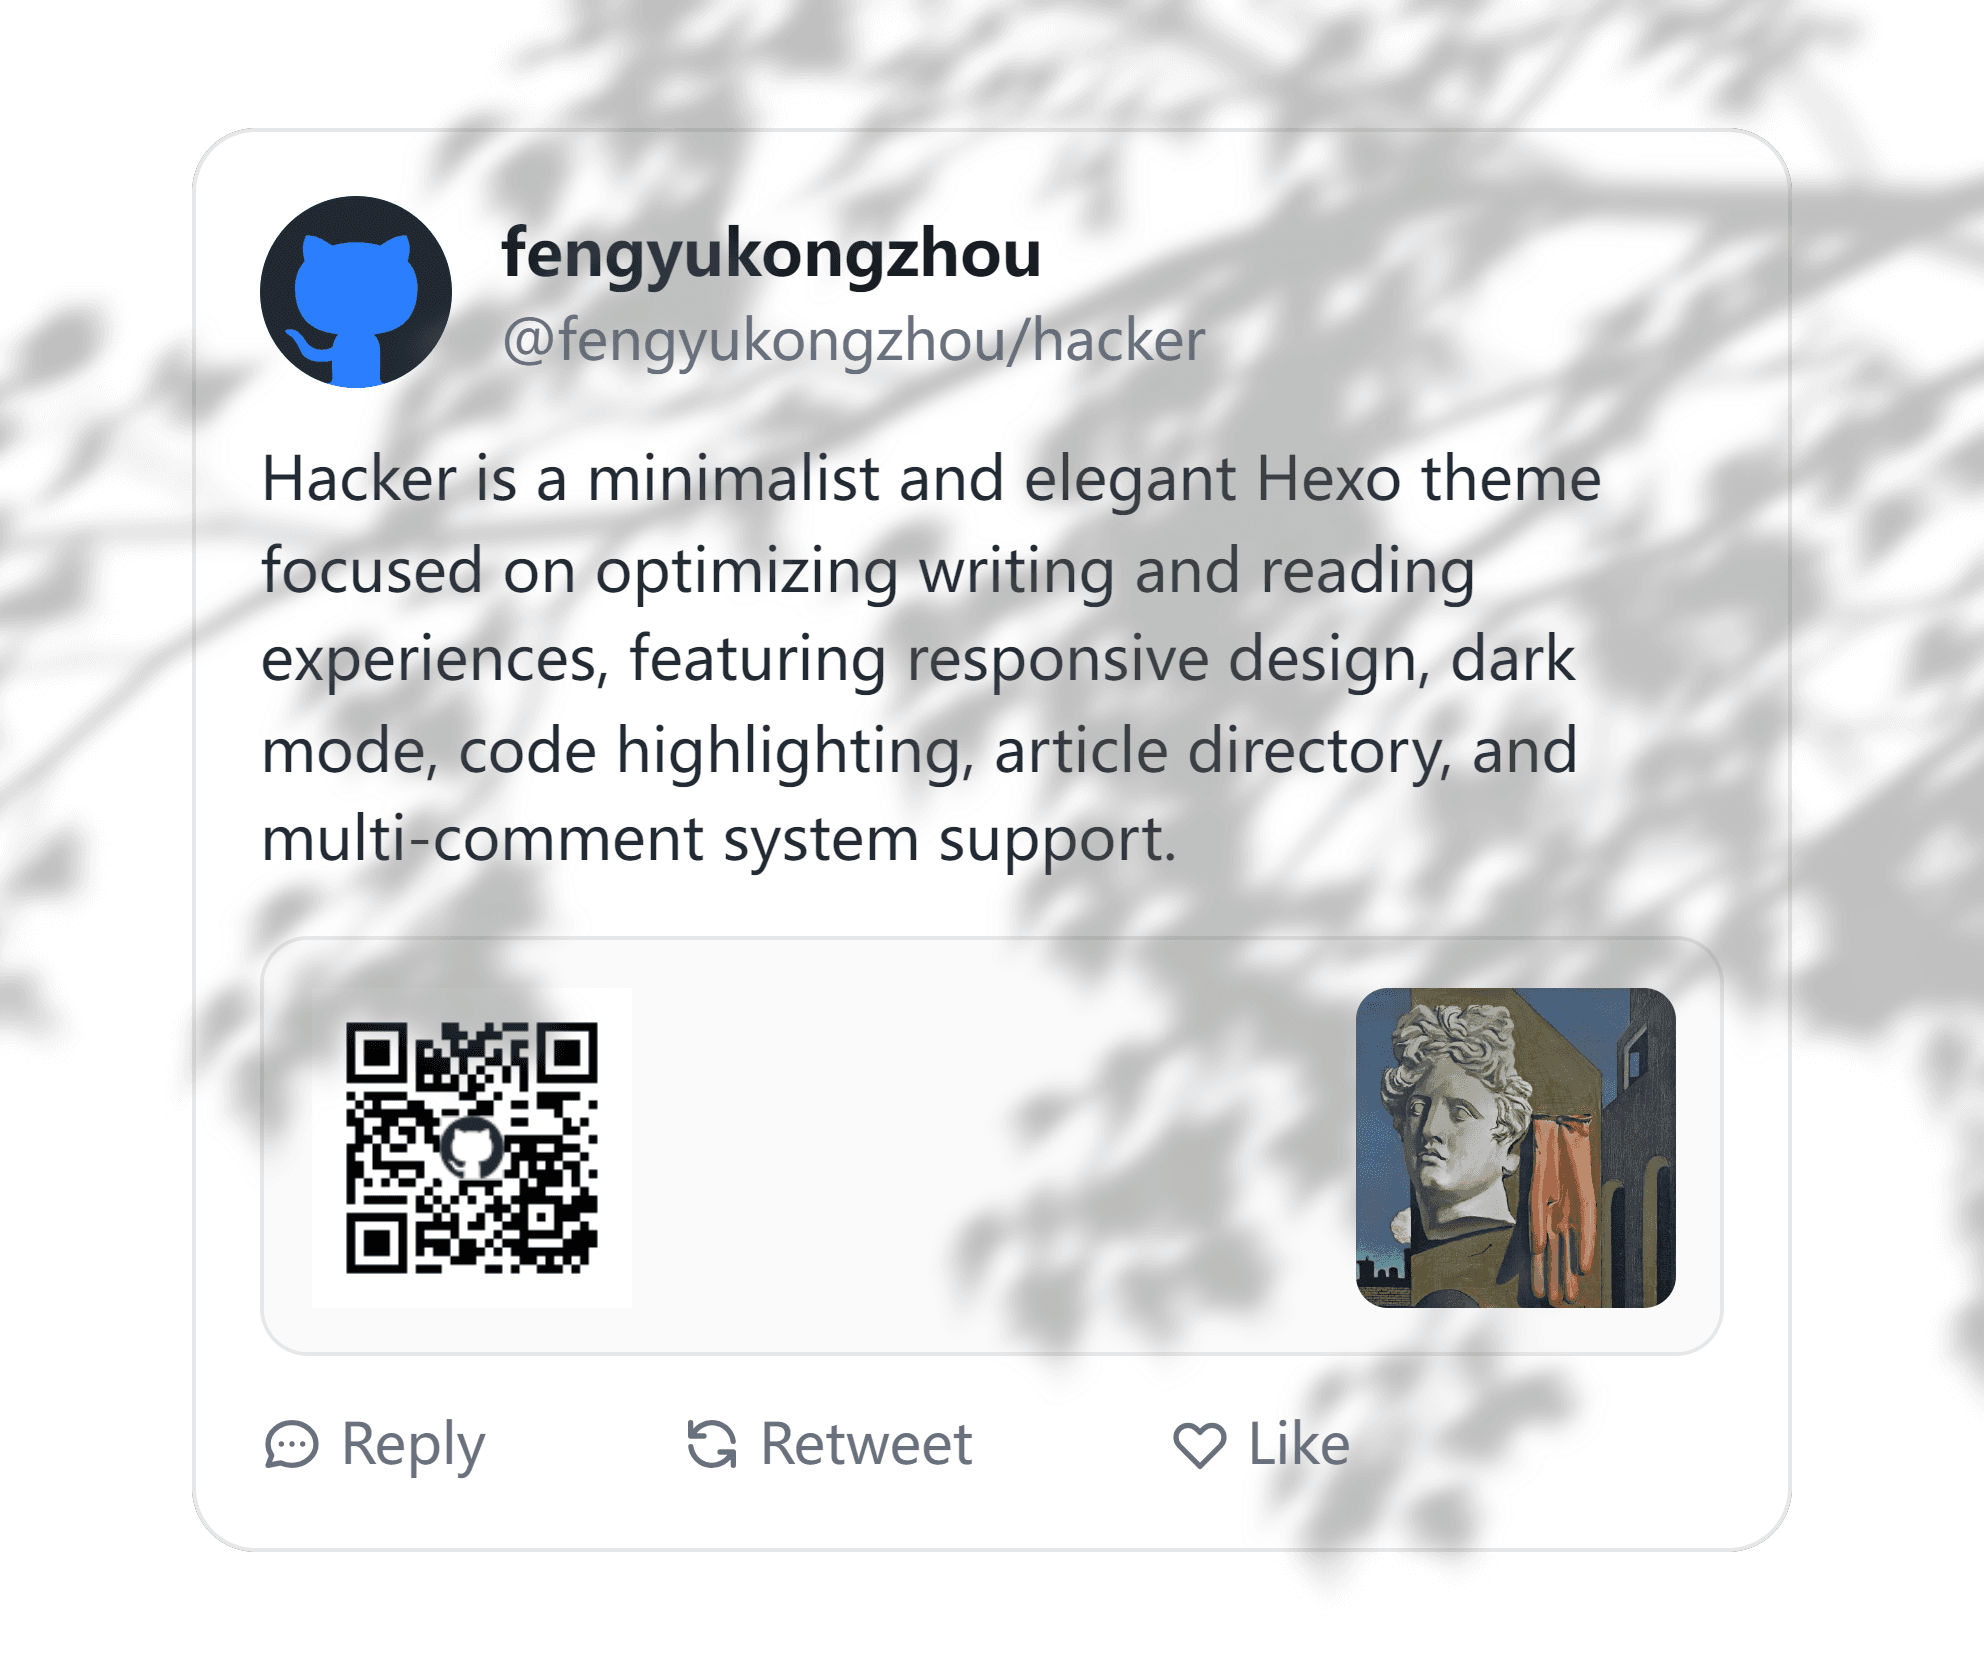 fengyukongzhou
@fengyukongzhou/hacker
Hacker is a minimalist and elegant Hexo theme
focused on optimizing writing and reading
experiences, featuring responsive design, dark
mode, code highlighting, article directory, and
multi-comment system support.
Reply
Retweet
Like